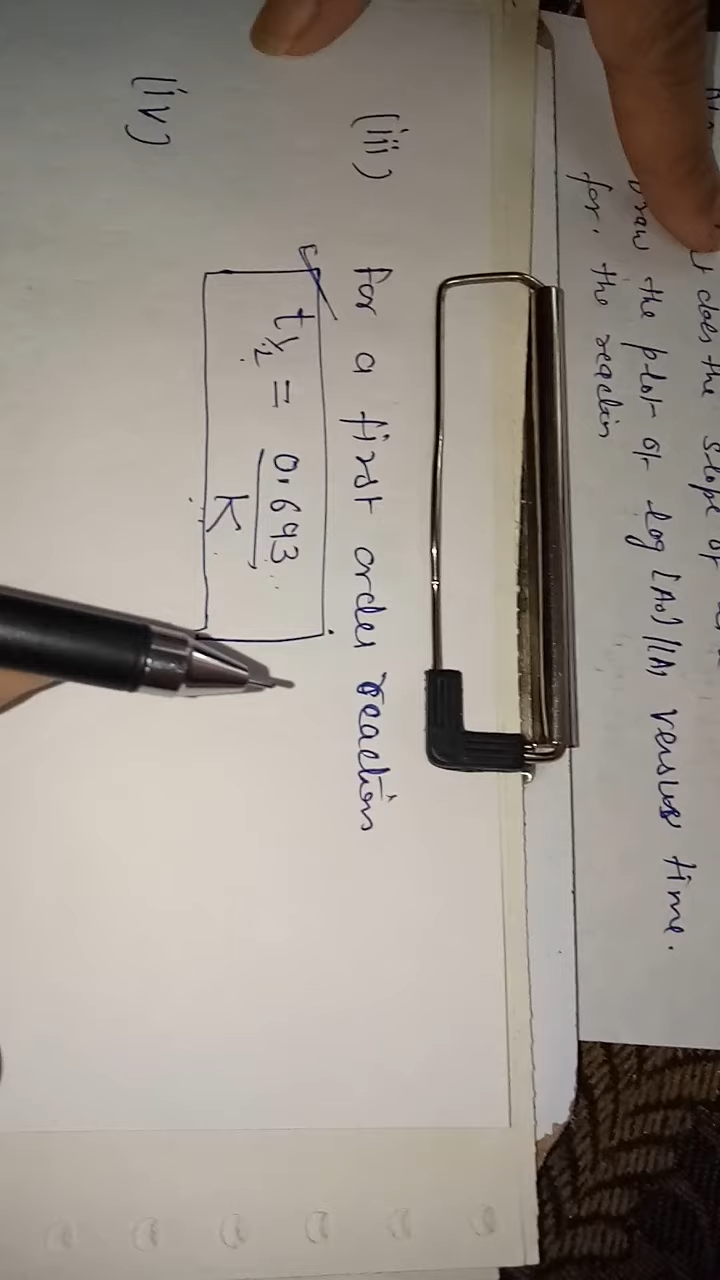 does the slope of
Draw the plot of log [A0] /[A] versus time.
for. the reaction
(iii) for a first order reaction
t½ = 0.693
K
(iv)